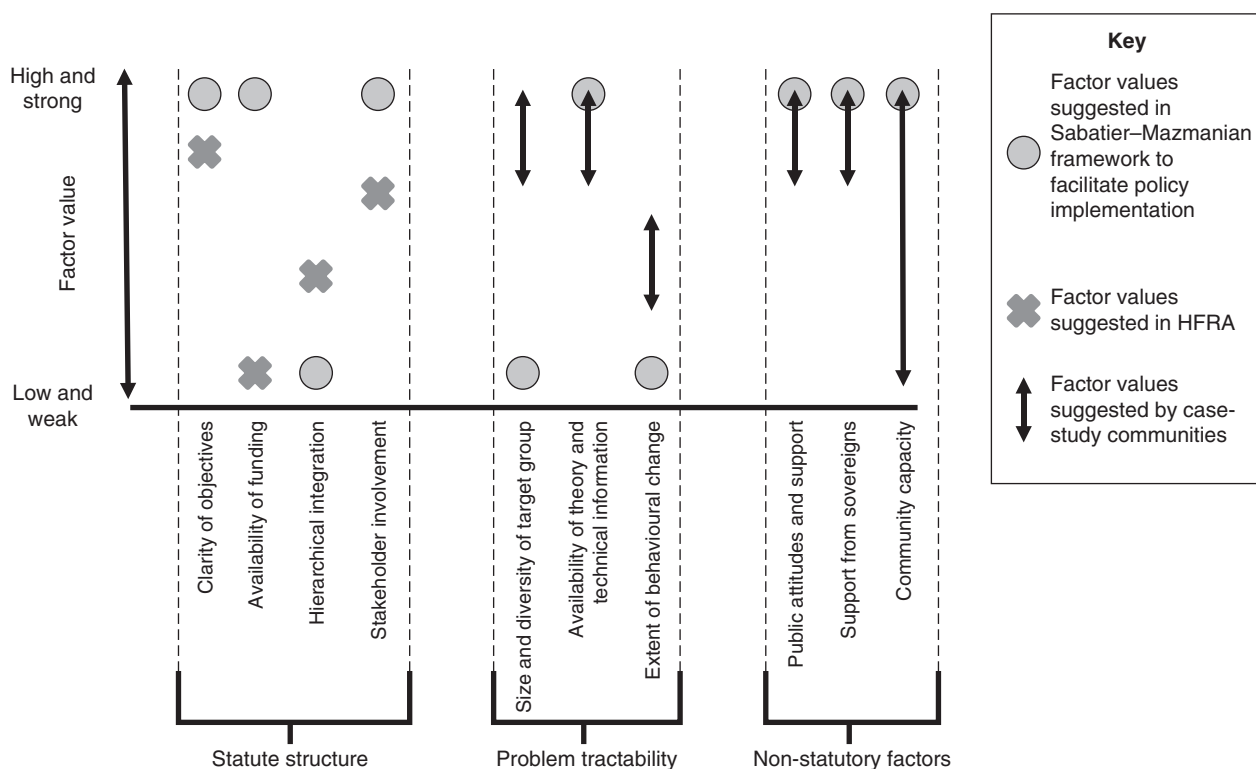 High and
strong
Factor value
Low and
weak
Clarity of objectives
Availability of funding
Hierarchical integration
Stakeholder involvement
Size and diversity of target group
Availability of theory and
technical information
Extent of behavioural change
Public attitudes and support
Support from sovereigns
Community capacity
Statute structure
Problem tractability
Non-statutory factors
Key
Factor values
suggested in
Sabatier–Mazmanian
framework to
facilitate policy
implementation
Factor values
suggested in HFRA
Factor values
suggested by case-
study communities